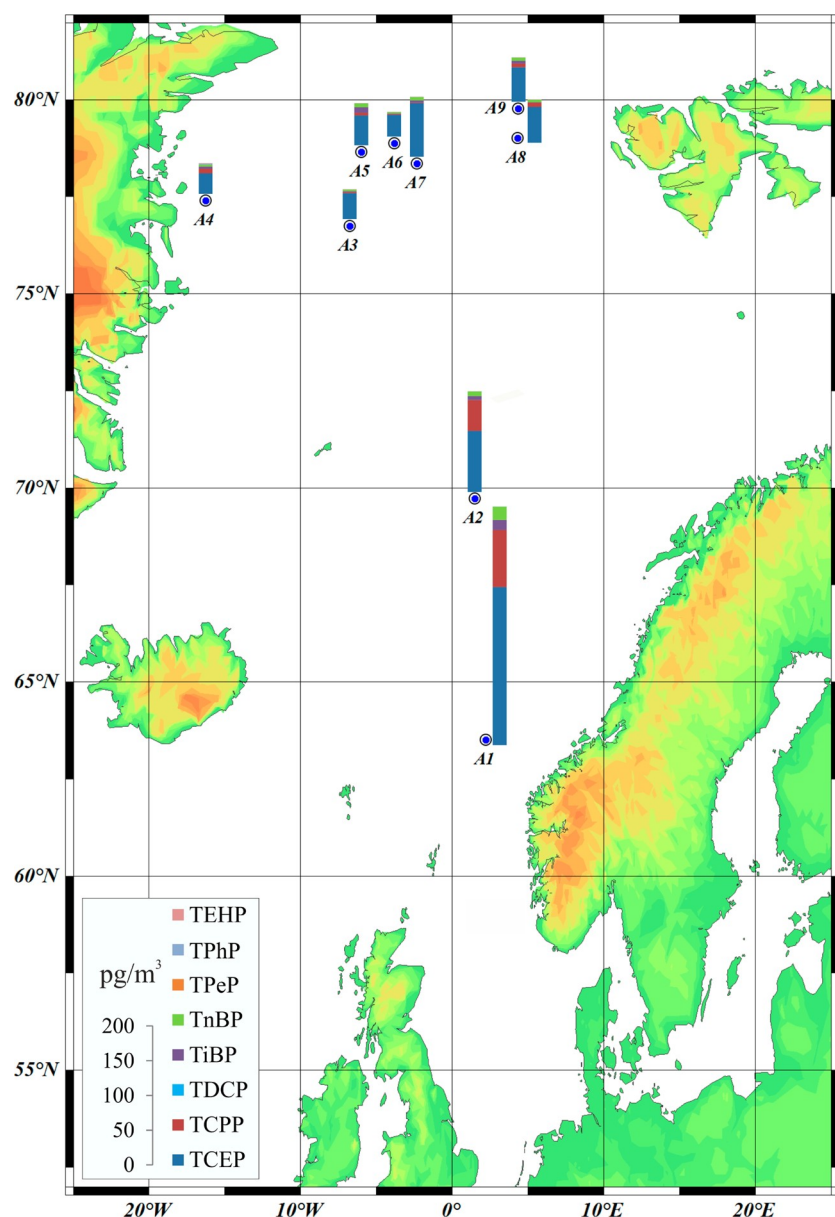 80°N
A9
A8
A5
A6
A7
A4
A3
75°N
70°N
A2
65°N
A1
60°N
TEHP
TPhP
pg/m³
TPeP
200
TnBP
150
TiBP
100
TDCP
50
TCPP
0
TCEP
55°N
20°W
10°W
0°
10°E
20°E